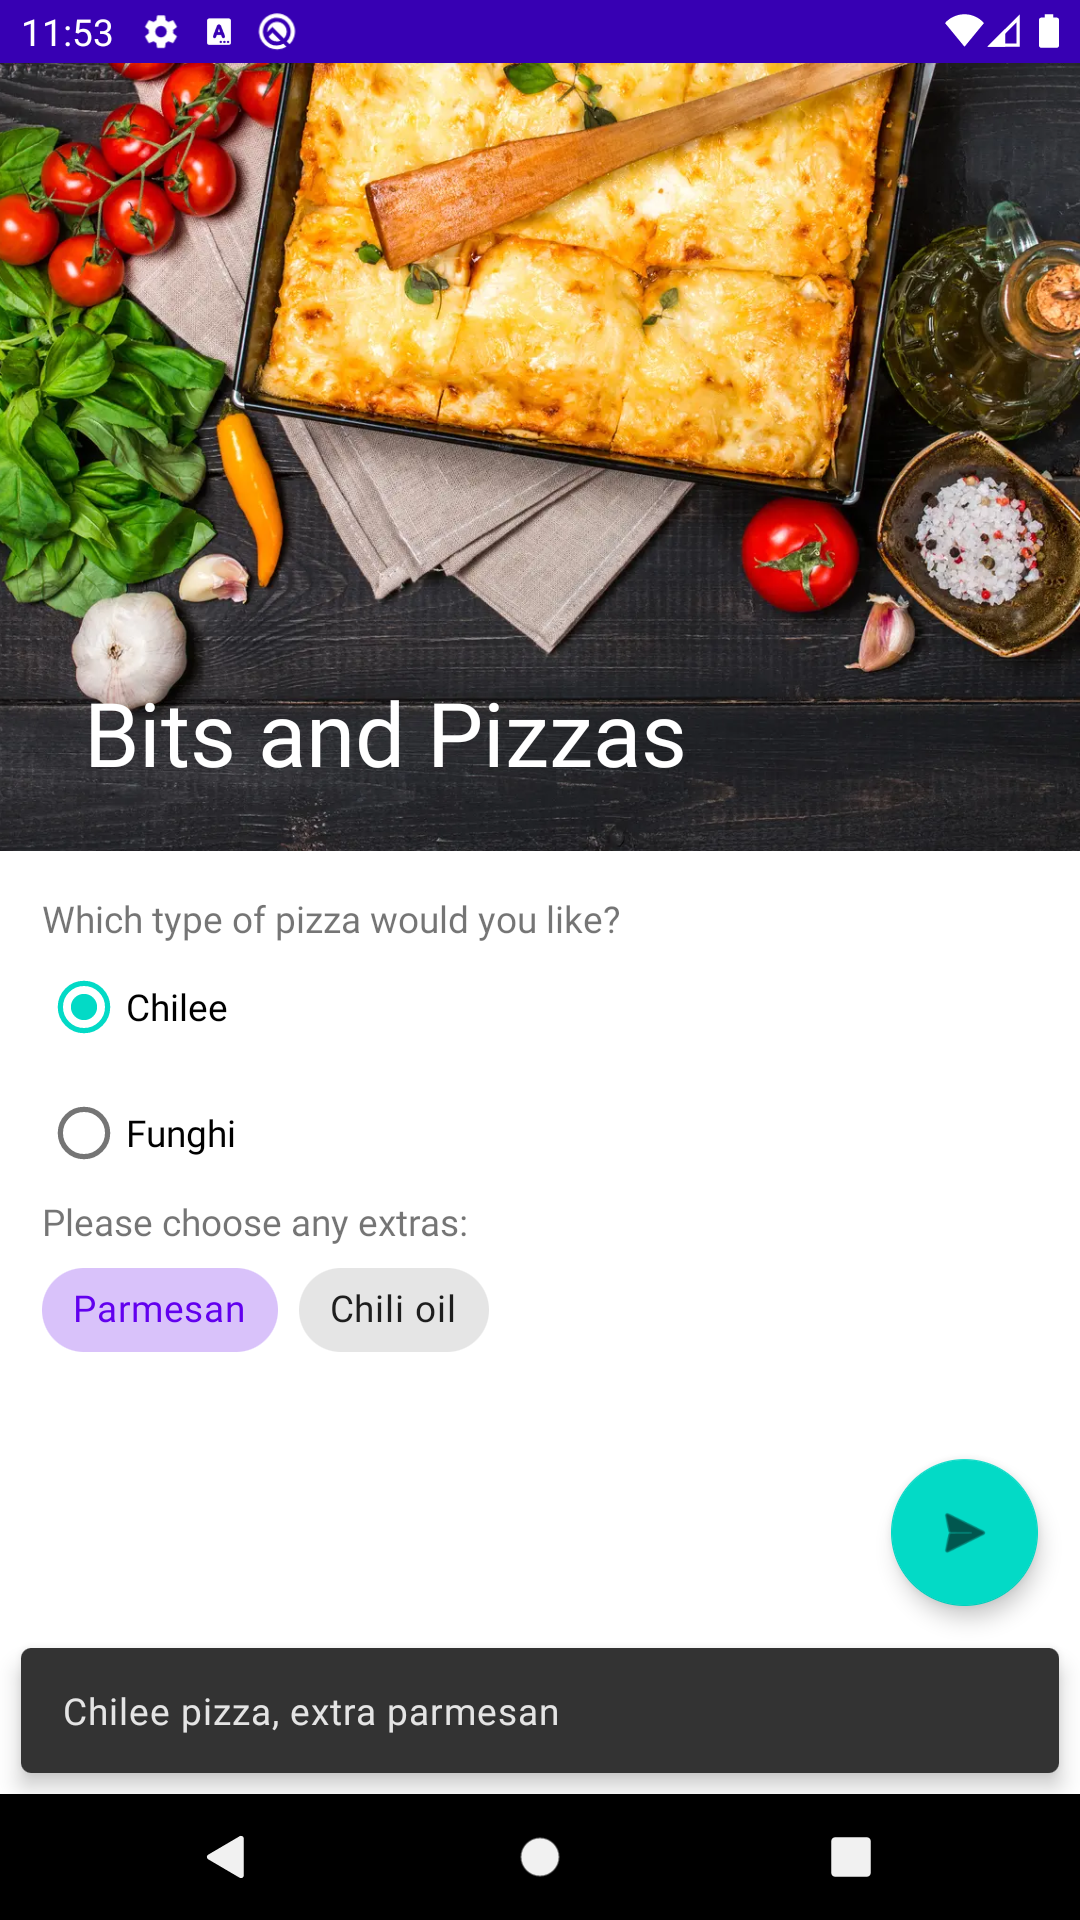 11:53
Bits and Pizzas
Which type of pizza would you like?
Chilee
Funghi
Please choose any extras:
Parmesan Chili oil
Chilee pizza, extra parmesan